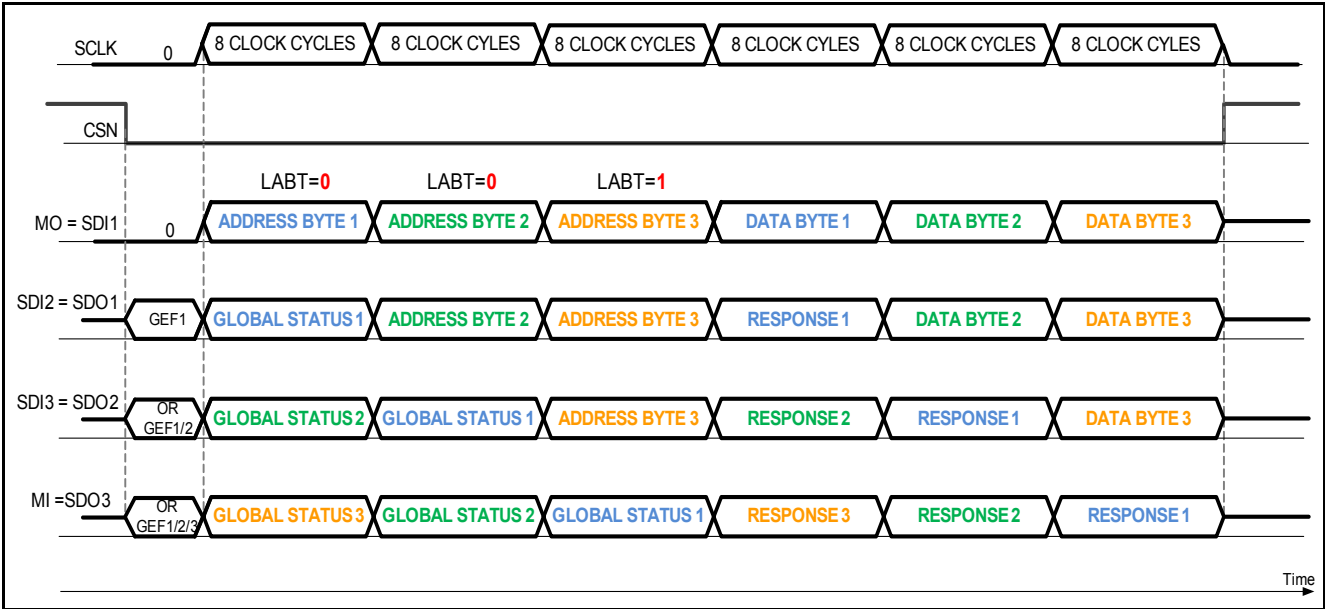 SCLK 0 8 CLOCK CYCLES 8 CLOCK CYLES 8 CLOCK CYCLES 8 CLOCK CYLES 8 CLOCK CYCLES 8 CLOCK CYLES
CSN
LABT=0 LABT=0 LABT=1
MO = SDI1 0 ADDRESS BYTE 1 ADDRESS BYTE 2 ADDRESS BYTE 3 DATA BYTE 1 DATA BYTE 2 DATA BYTE 3
SDI2 = SDO1 GEF1 GLOBAL STATUS 1 ADDRESS BYTE 2 ADDRESS BYTE 3 RESPONSE 1 DATA BYTE 2 DATA BYTE 3
SDI3 = SDO2 OR GEF1/2 GLOBAL STATUS 2 GLOBAL STATUS 1 ADDRESS BYTE 3 RESPONSE 2 RESPONSE 1 DATA BYTE 3
MI =SDO3 OR GEF1/2/3 GLOBAL STATUS 3 GLOBAL STATUS 2 GLOBAL STATUS 1 RESPONSE 3 RESPONSE 2 RESPONSE 1
Time